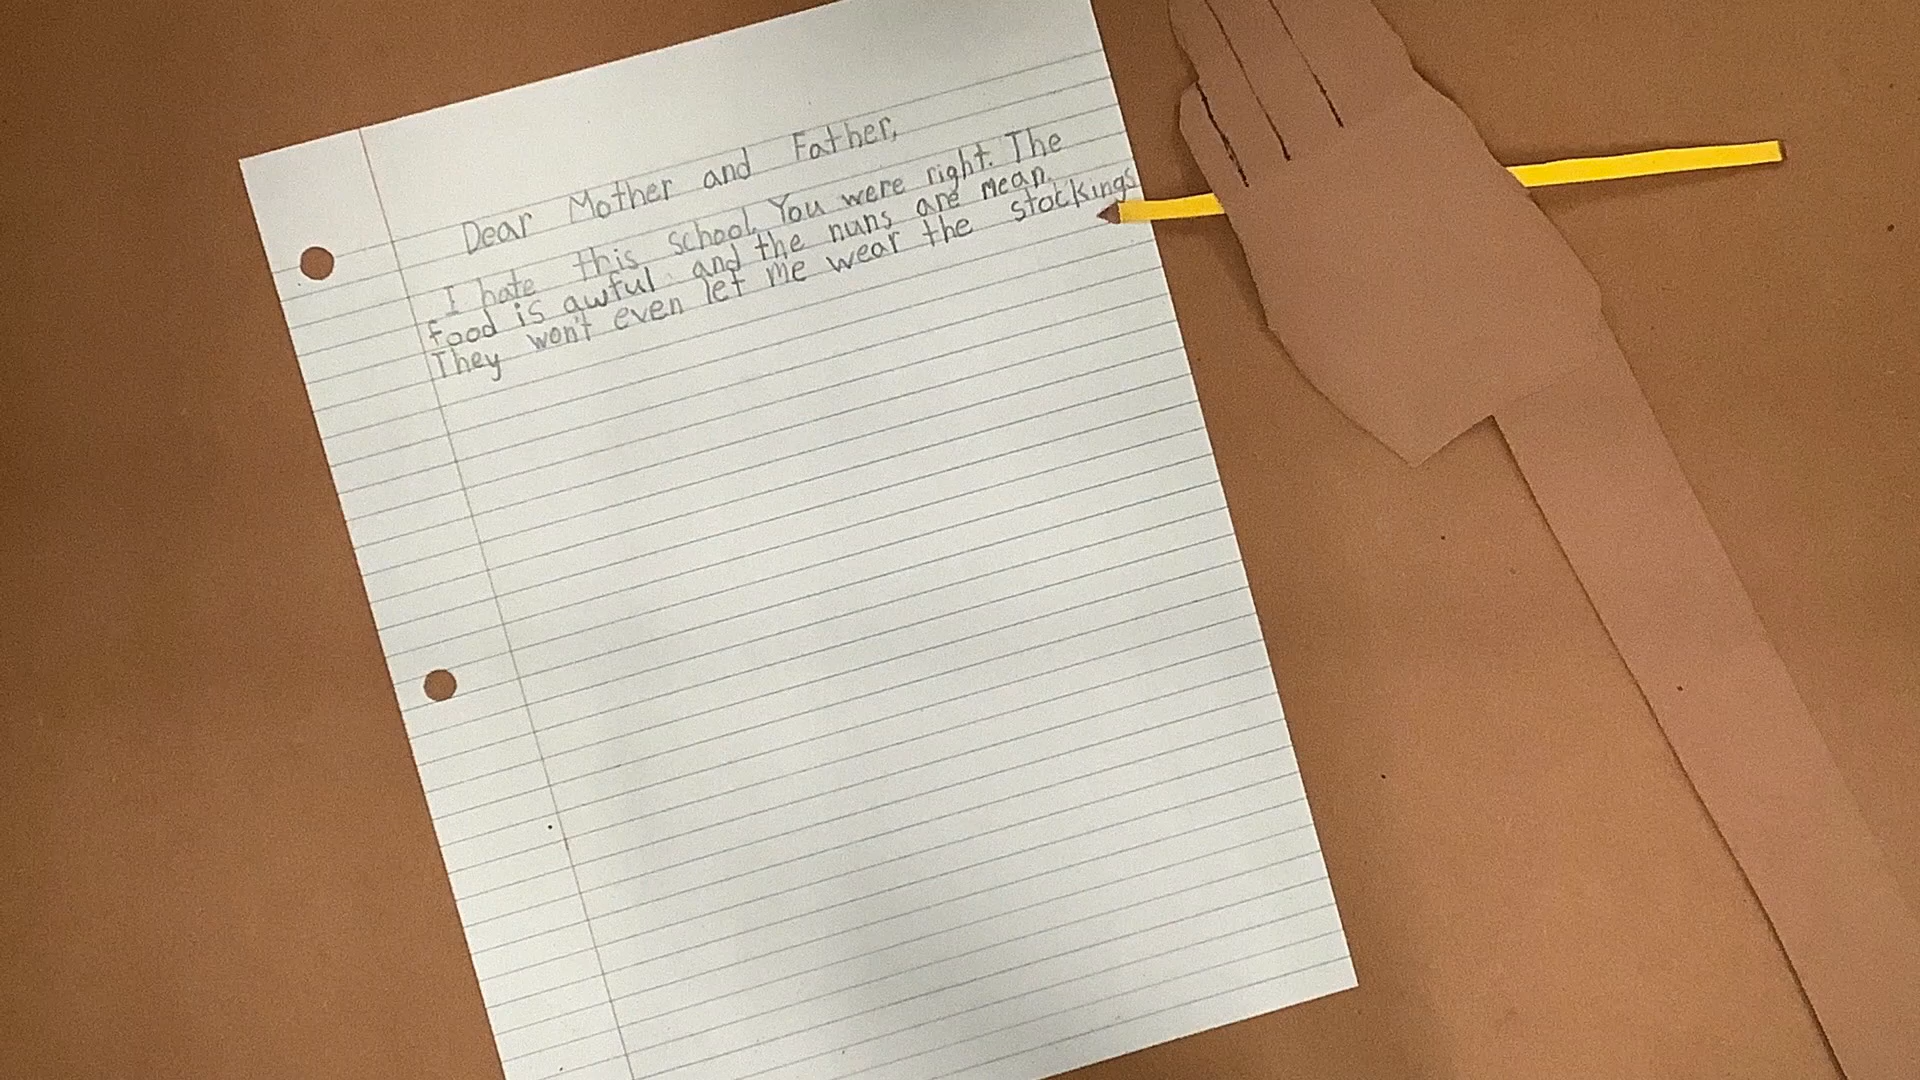 Dear Mother and Father,
I hate this school. You were right. The
food is awful and the nuns are mean.
They won't even let me wear the stockings